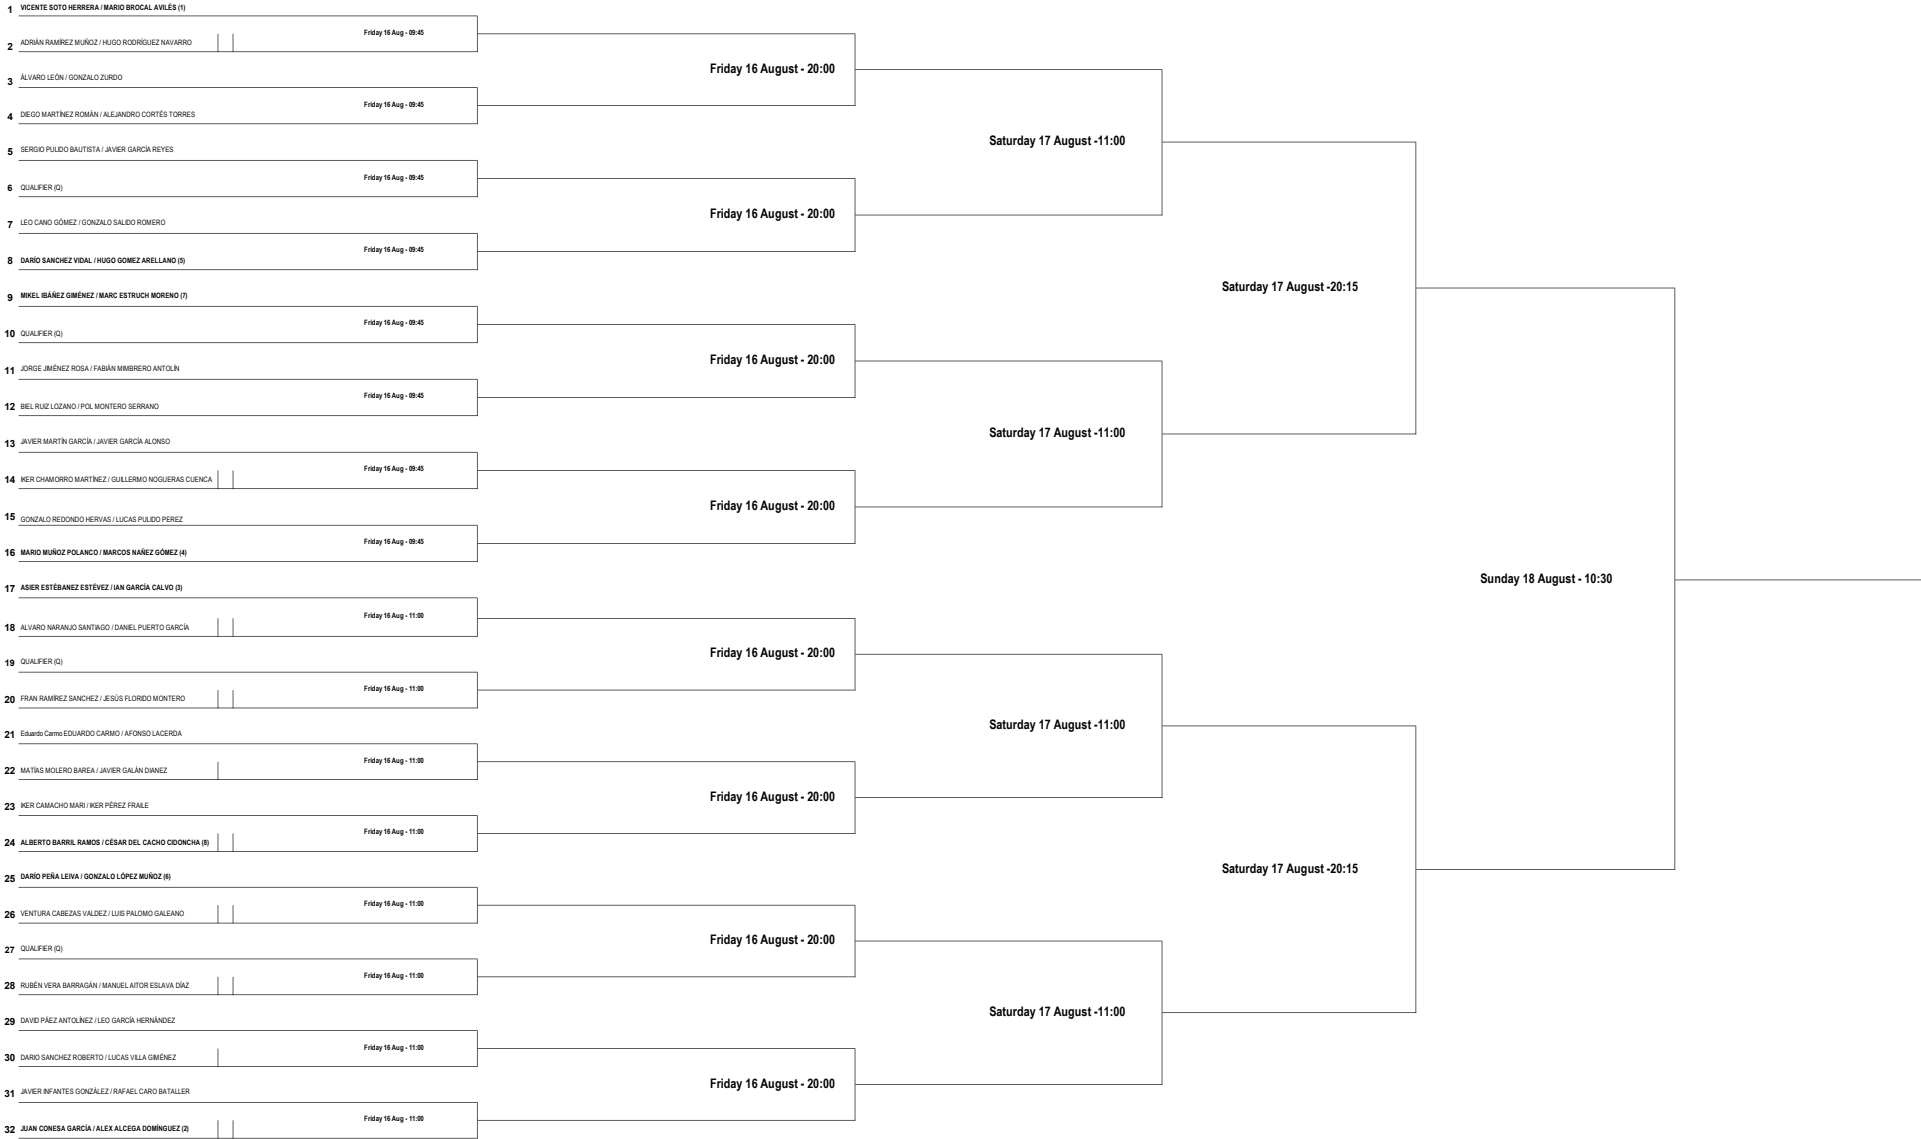 1 VICENTE SOTO HERRERA / MARIO BROCAL AVILÉS (1)
Friday 16 Aug - 09:45
2 ADRIÁN RAMÍREZ MUÑOZ / HUGO RODRÍGUEZ NAVARRO
Friday 16 August - 20:00
3 ÁLVARO LEÓN / GONZALO ZURDO
Friday 16 Aug - 09:45
4 DIEGO MARTÍNEZ ROMÁN / ALEJANDRO CORTÉS TORRES
Saturday 17 August -11:00
5 SERGIO PULIDO BAUTISTA / JAVIER GARCÍA REYES
Friday 16 Aug - 09:45
6 QUALIFIER (Q)
Friday 16 August - 20:00
7 LEO CANO GÓMEZ / GONZALO SALIDO ROMERO
Friday 16 Aug - 09:45
8 DARÍO SANCHEZ VIDAL / HUGO GOMEZ ARELLANO (5)
Saturday 17 August -20:15
9 MIKEL IBÁÑEZ GIMÉNEZ / MARC ESTRUCH MORENO (7)
Friday 16 Aug - 09:45
10 QUALIFIER (Q)
Friday 16 August - 20:00
11 JORGE JIMÉNEZ ROSA / FABIÁN MIMBRERO ANTOLÍN
Friday 16 Aug - 09:45
12 BIEL RUIZ LOZANO / POL MONTERO SERRANO
Saturday 17 August -11:00
13 JAVIER MARTÍN GARCÍA / JAVIER GARCÍA ALONSO
Friday 16 Aug - 09:45
14 IKER CHAMORRO MARTÍNEZ / GUILLERMO NOGUERAS CUENCA
Friday 16 August - 20:00
15 GONZALO REDONDO HERVAS / LUCAS PULIDO PEREZ
Friday 16 Aug - 09:45
16 MARIO MUÑOZ POLANCO / MARCOS NAÑEZ GÓMEZ (4)
Sunday 18 August - 10:30
17 ASIER ESTÉBANEZ ESTÉVEZ / IAN GARCÍA CALVO (3)
Friday 16 Aug - 11:00
18 ALVARO NARANJO SANTIAGO / DANIEL PUERTO GARCÍA
Friday 16 August - 20:00
19 QUALIFIER (Q)
Friday 16 Aug - 11:00
20 FRAN RAMÍREZ SANCHEZ / JESÚS FLORIDO MONTERO
Saturday 17 August -11:00
21 Eduardo Carmo EDUARDO CARMO / AFONSO LACERDA
Friday 16 Aug - 11:00
22 MATÍAS MOLERO BAREA / JAVIER GALÁN DIANEZ
Friday 16 August - 20:00
23 IKER CAMACHO MARI / IKER PÉREZ FRAILE
Friday 16 Aug - 11:00
24 ALBERTO BARRIL RAMOS / CÉSAR DEL CACHO CIDONCHA (8)
Saturday 17 August -20:15
25 DARÍO PEÑA LEIVA / GONZALO LÓPEZ MUÑOZ (6)
Friday 16 Aug - 11:00
26 VENTURA CABEZAS VALDEZ / LUIS PALOMO GALEANO
Friday 16 August - 20:00
27 QUALIFIER (Q)
Friday 16 Aug - 11:00
28 RUBÉN VERA BARRAGÁN / MANUEL AITOR ESLAVA DÍAZ
Saturday 17 August -11:00
29 DAVID PÁEZ ANTOLÍNEZ / LEO GARCÍA HERNÁNDEZ
Friday 16 Aug - 11:00
30 DARIO SANCHEZ ROBERTO / LUCAS VILLA GIMÉNEZ
Friday 16 August - 20:00
31 JAVIER INFANTES GONZÁLEZ / RAFAEL CARO BATALLER
Friday 16 Aug - 11:00
32 JUAN CONESA GARCÍA / ALEX ALCEGA DOMÍNGUEZ (2)